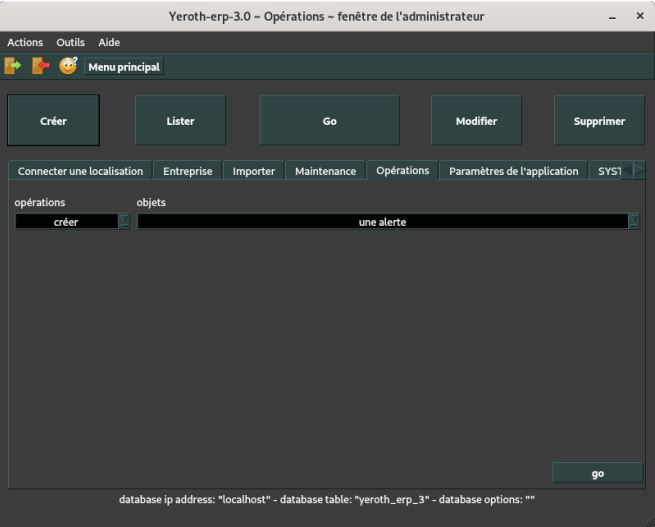 Yeroth-erp-3.0 ~ Opérations ~ fenêtre de l'administrateur
Actions Outils Aide
Menu principal
Créer Lister Go Modifier Supprimer
Connecter une localisation Entreprise Importer Maintenance Opérations Paramètres de l'application
opérations objets
créer une alerte
go
database ip address: "localhost" - database table: "yeroth_erp_3" - database options: ""